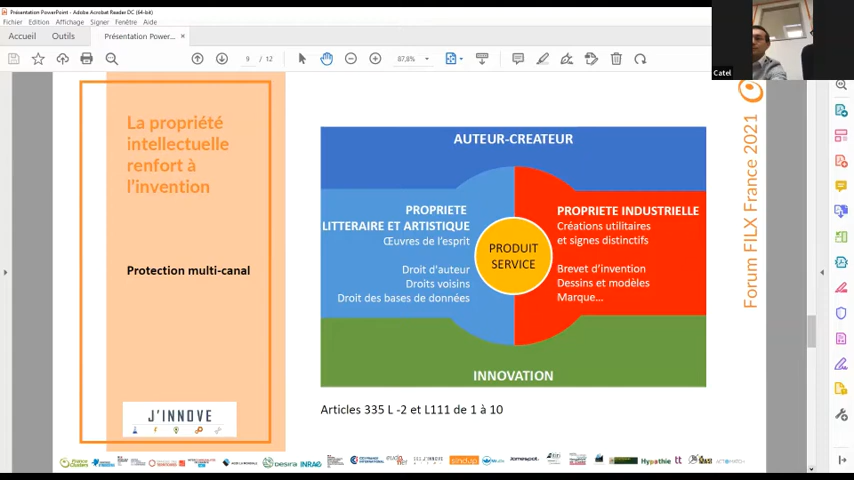 Présentation PowerPoint - Adobe Acrobat Reader DC (64-bit)
Fichier Edition Affichage Signer Fenêtre Aide
Accueil Outils Présentation Power... ×
9 / 12 87,8%
Catel
La propriété
intellectuelle
renfort à
l'invention
Protection multi-canal
J'INNOVE
AUTEUR-CREATEUR
PROPRIETE
LITTERAIRE ET ARTISTIQUE
Œuvres de l'esprit
Droit d'auteur
Droits voisins
Droit des bases de données
PRODUIT
SERVICE
PROPRIETE INDUSTRIELLE
Créations utilitaires
et signes distinctifs
Brevet d'invention
Dessins et modèles
Marque...
INNOVATION
Articles 335 L -2 et L111 de 1 à 10
Forum FILX France 2021
desira INRAE
Hypathie tt